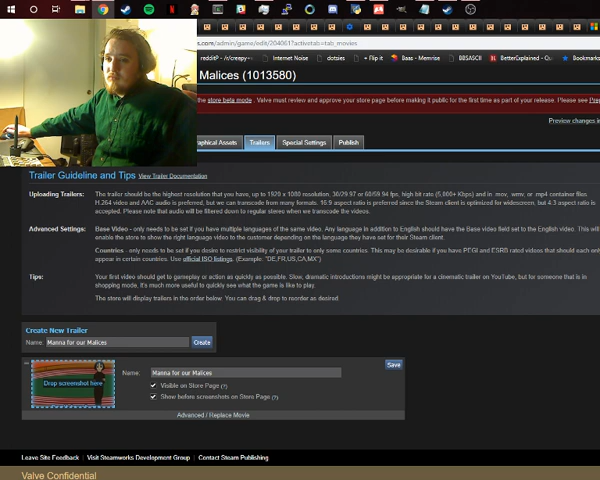 s.com/admin/game/edit/204061?activetab=tab_movies
reddit
Internet Noise
dotsies
+ Flip it
Baas - Memrise
BBSASCII
BetterExplained
Bookmarks
Malices (1013580)
the store beta mode . Valve must review and approve your store page before making it public for the first time as part of your release. Please see
Preview changes in
aphical Assets
Trailers
Special Settings
Publish
Trailer Guideline and Tips View Trailer Documentation
Uploading Trailers: The trailer should be the highest resolution that you have, up to 1920 x 1080 resolution, 30/29.97 or 60/59.94 fps, high bit rate (5,000+ Kbps) and in .mov, .wmv, or .mp4 container files.
H.264 video and AAC audio is preferred, but we can transcode from many formats. 16:9 aspect ratio is preferred since the Steam client is optimized for widescreen, but 4:3 aspect ratio is
accepted. Please note that audio will be filtered down to regular stereo when we transcode the videos.
Advanced Settings: Base Video - only needs to be set if you have multiples languages of the same video. Any language in addition to English should have the Base video field set to the English video. This will
enable the store to show the right language video to the customer depending on the language they have set for their Steam client.
Countries - only needs to be set if you desire to restrict visibility of your trailer to only some countries. This may be desirable if you have PEGI and ESRB rated videos that should each only
appear in certain countries. Use official ISO listings. (Example: "DE,FR,US,CA,MX")
Tips: Your first video should get to gameplay or action as quickly as possible. Slow, dramatic introductions might be appropriate for a cinematic trailer on YouTube, but for someone that is in
shopping mode, it's much more useful to quickly see what the game is like to play.
The store will display trailers in the order below. You can drag & drop to reorder as desired
Create New Trailer
Name: Manna for our Malices Create
Save
Drop screenshot here
Name: Manna for our Malices
Visible on Store Page (?)
Show before screenshots on Store Page (?)
Advanced / Replace Movie
Leave Site Feedback | Visit Steamworks Development Group | Contact Steam Publishing
Valve Confidential